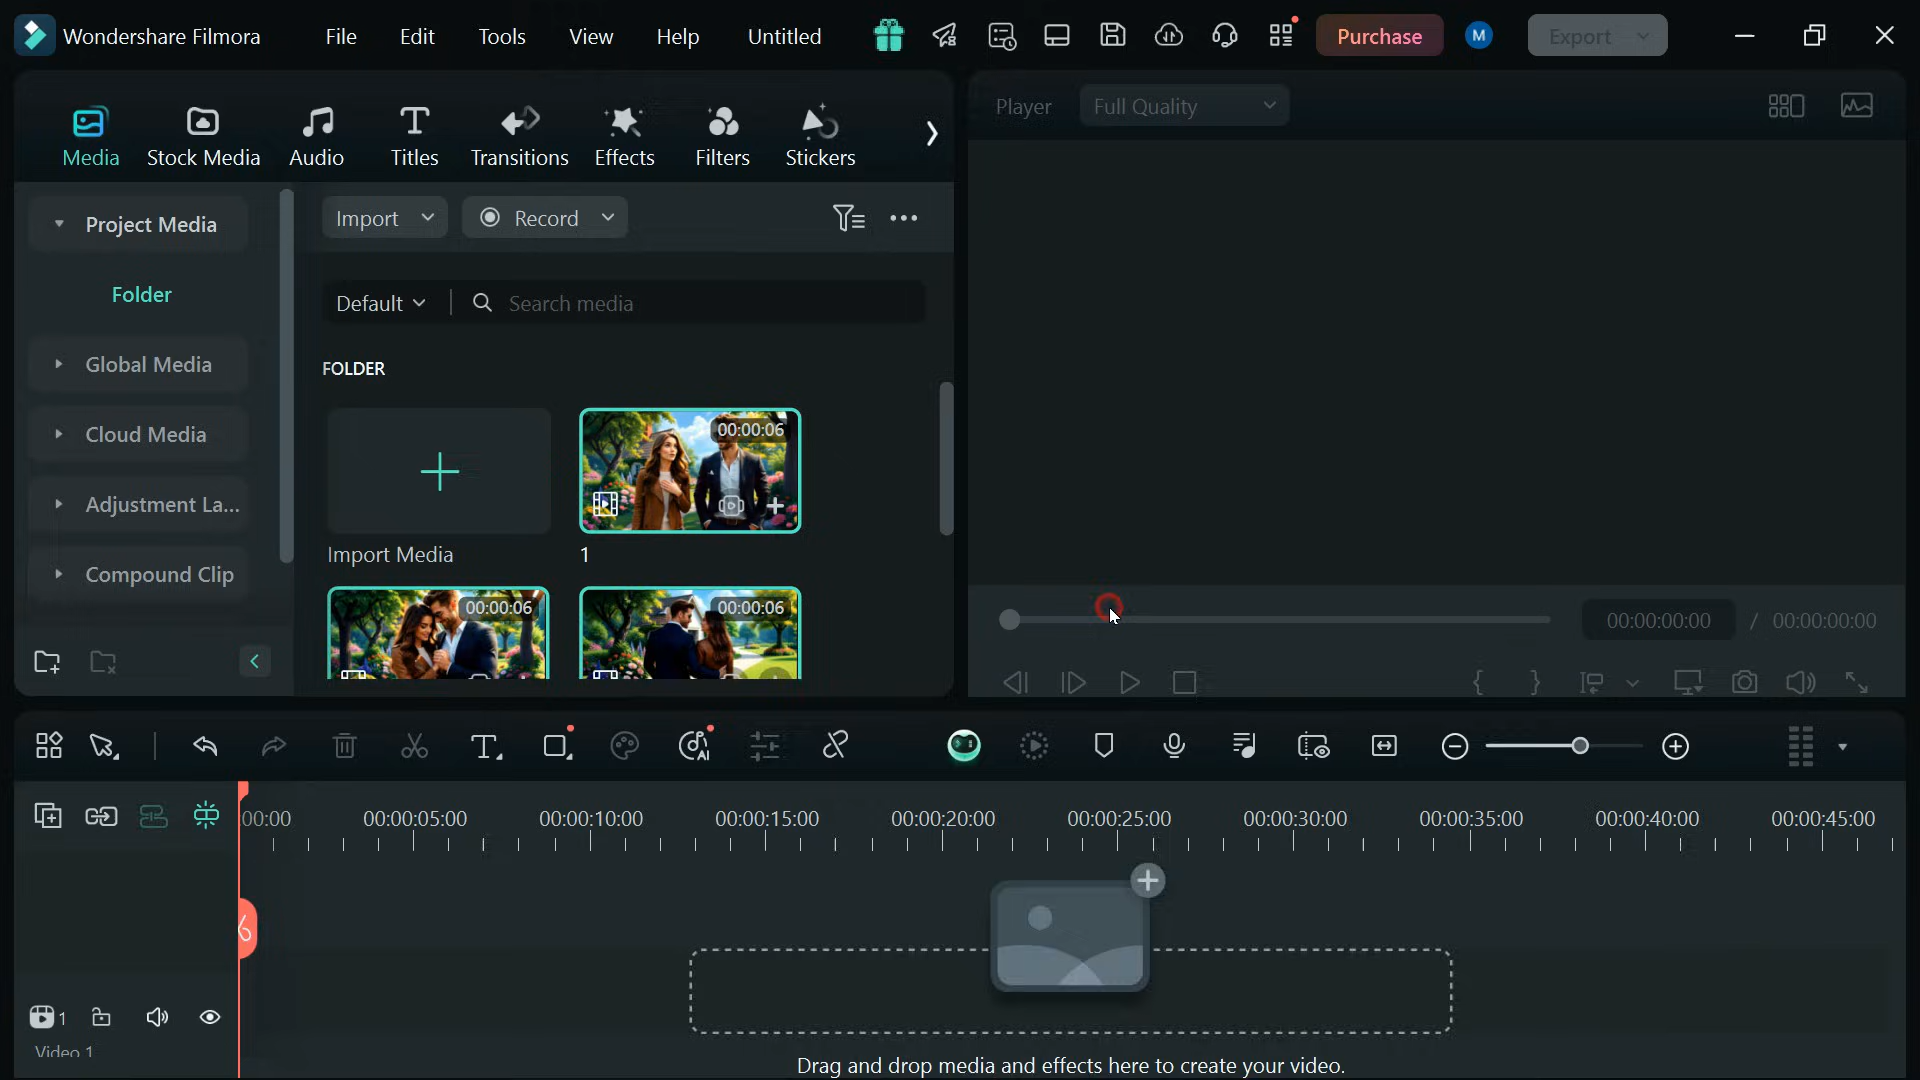 Wondershare Filmora File Edit Tools View Help Untitled Purchase M Export
Media Stock Media Audio Titles Transitions Effects Filters Stickers
Player Full Quality
Project Media
Folder
Global Media
Cloud Media
Adjustment La...
Compound Clip
Import Record
Default Search media
FOLDER
00:00:06
Import Media 1
00:00:06 00:00:06
00:00:00:00 / 00:00:00:00
00:00 00:00:05:00 00:00:10:00 00:00:15:00 00:00:20:00 00:00:25:00 00:00:30:00 00:00:35:00 00:00:40:00 00:00:45:00
1
Video 1
Drag and drop media and effects here to create your video.